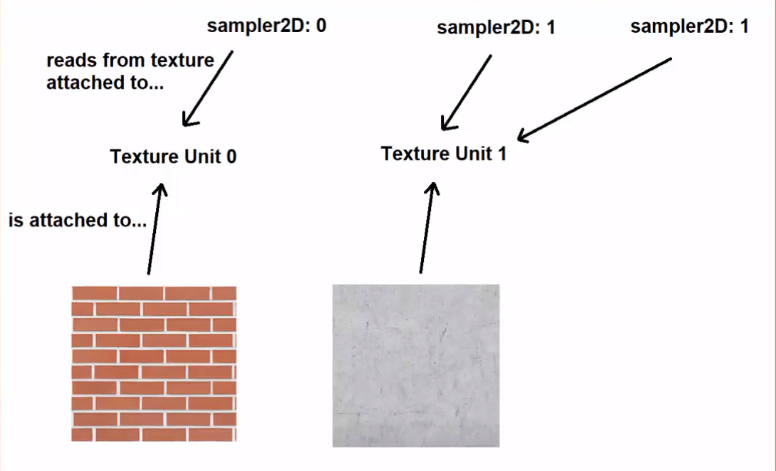 sampler2D: 0
sampler2D: 1
sampler2D: 1
reads from texture
attached to...
Texture Unit 0
Texture Unit 1
is attached to...